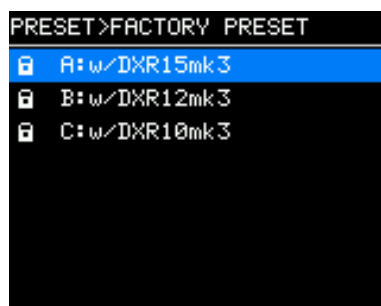 PRESET>FACTORY PRESET
A:w/DXR15mk3
B:w/DXR12mk3
C:w/DXR10mk3